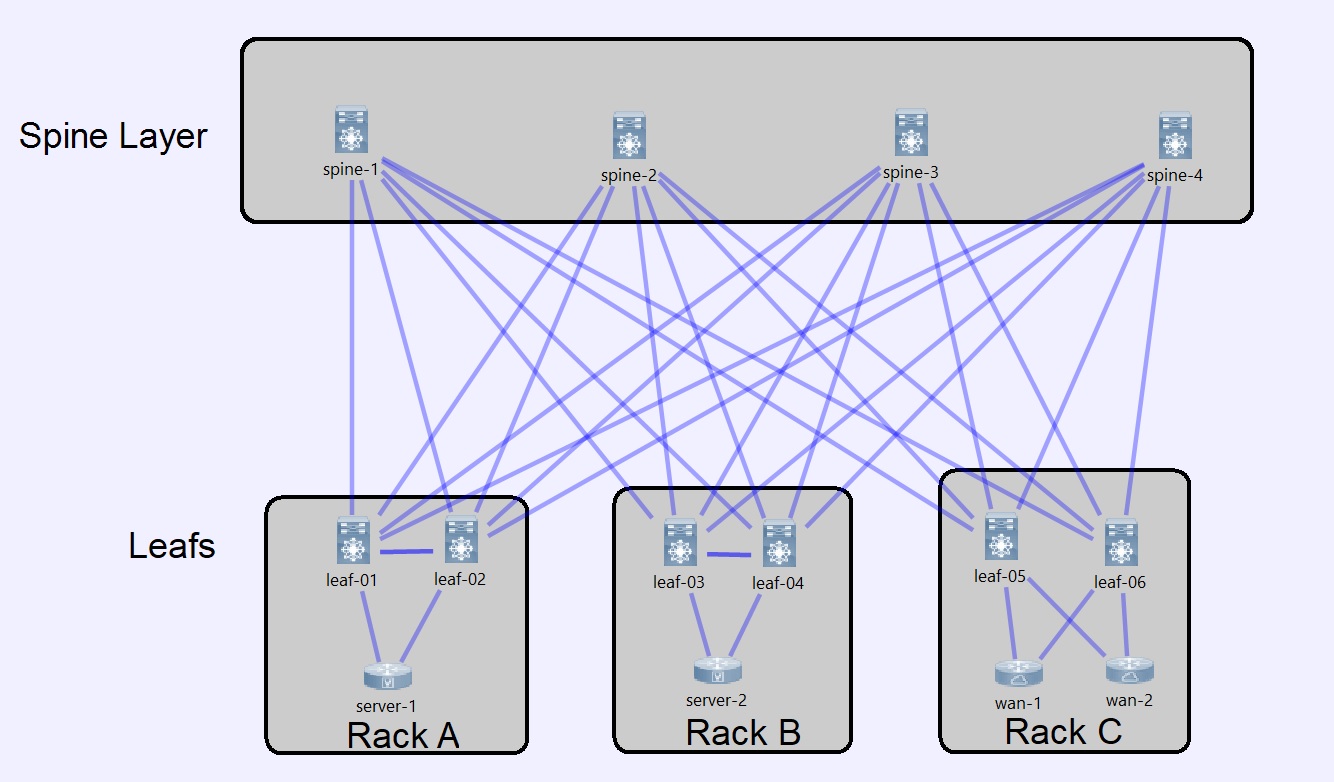 Spine Layer
spine-1
spine-2
spine-3
spine-4
Leafs
leaf-01
leaf-02
leaf-03
leaf-04
leaf-05
leaf-06
server-1
server-2
wan-1
wan-2
Rack A
Rack B
Rack C